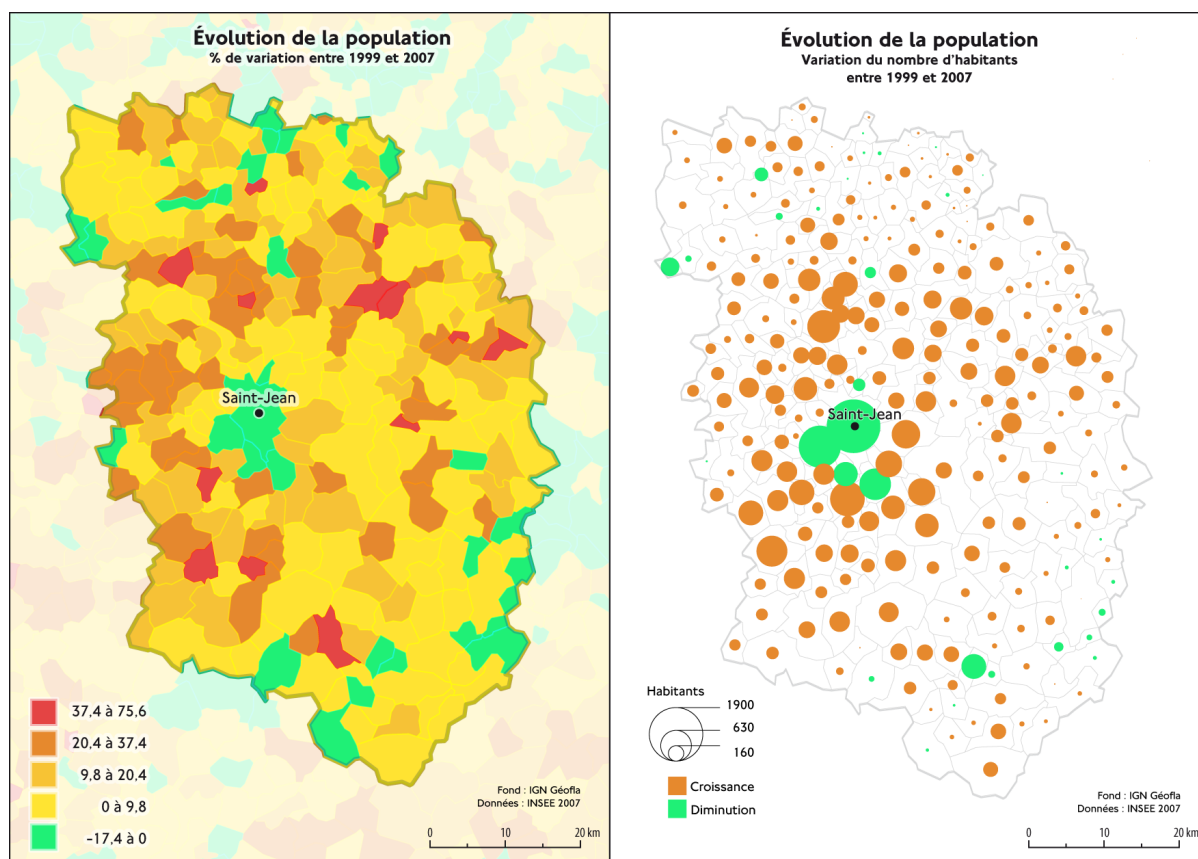 Évolution de la population
% de variation entre 1999 et 2007
Saint-Jean
37,4 à 75,6
20,4 à 37,4
9,8 à 20,4
0 à 9,8
-17,4 à 0
Fond : IGN Géofla
Données : INSEE 2007
0 10 20 km
Évolution de la population
Variation du nombre d'habitants
entre 1999 et 2007
Saint-Jean
Habitants
1900
630
160
Croissance
Diminution
Fond : IGN Géofla
Données : INSEE 2007
0 10 20 km